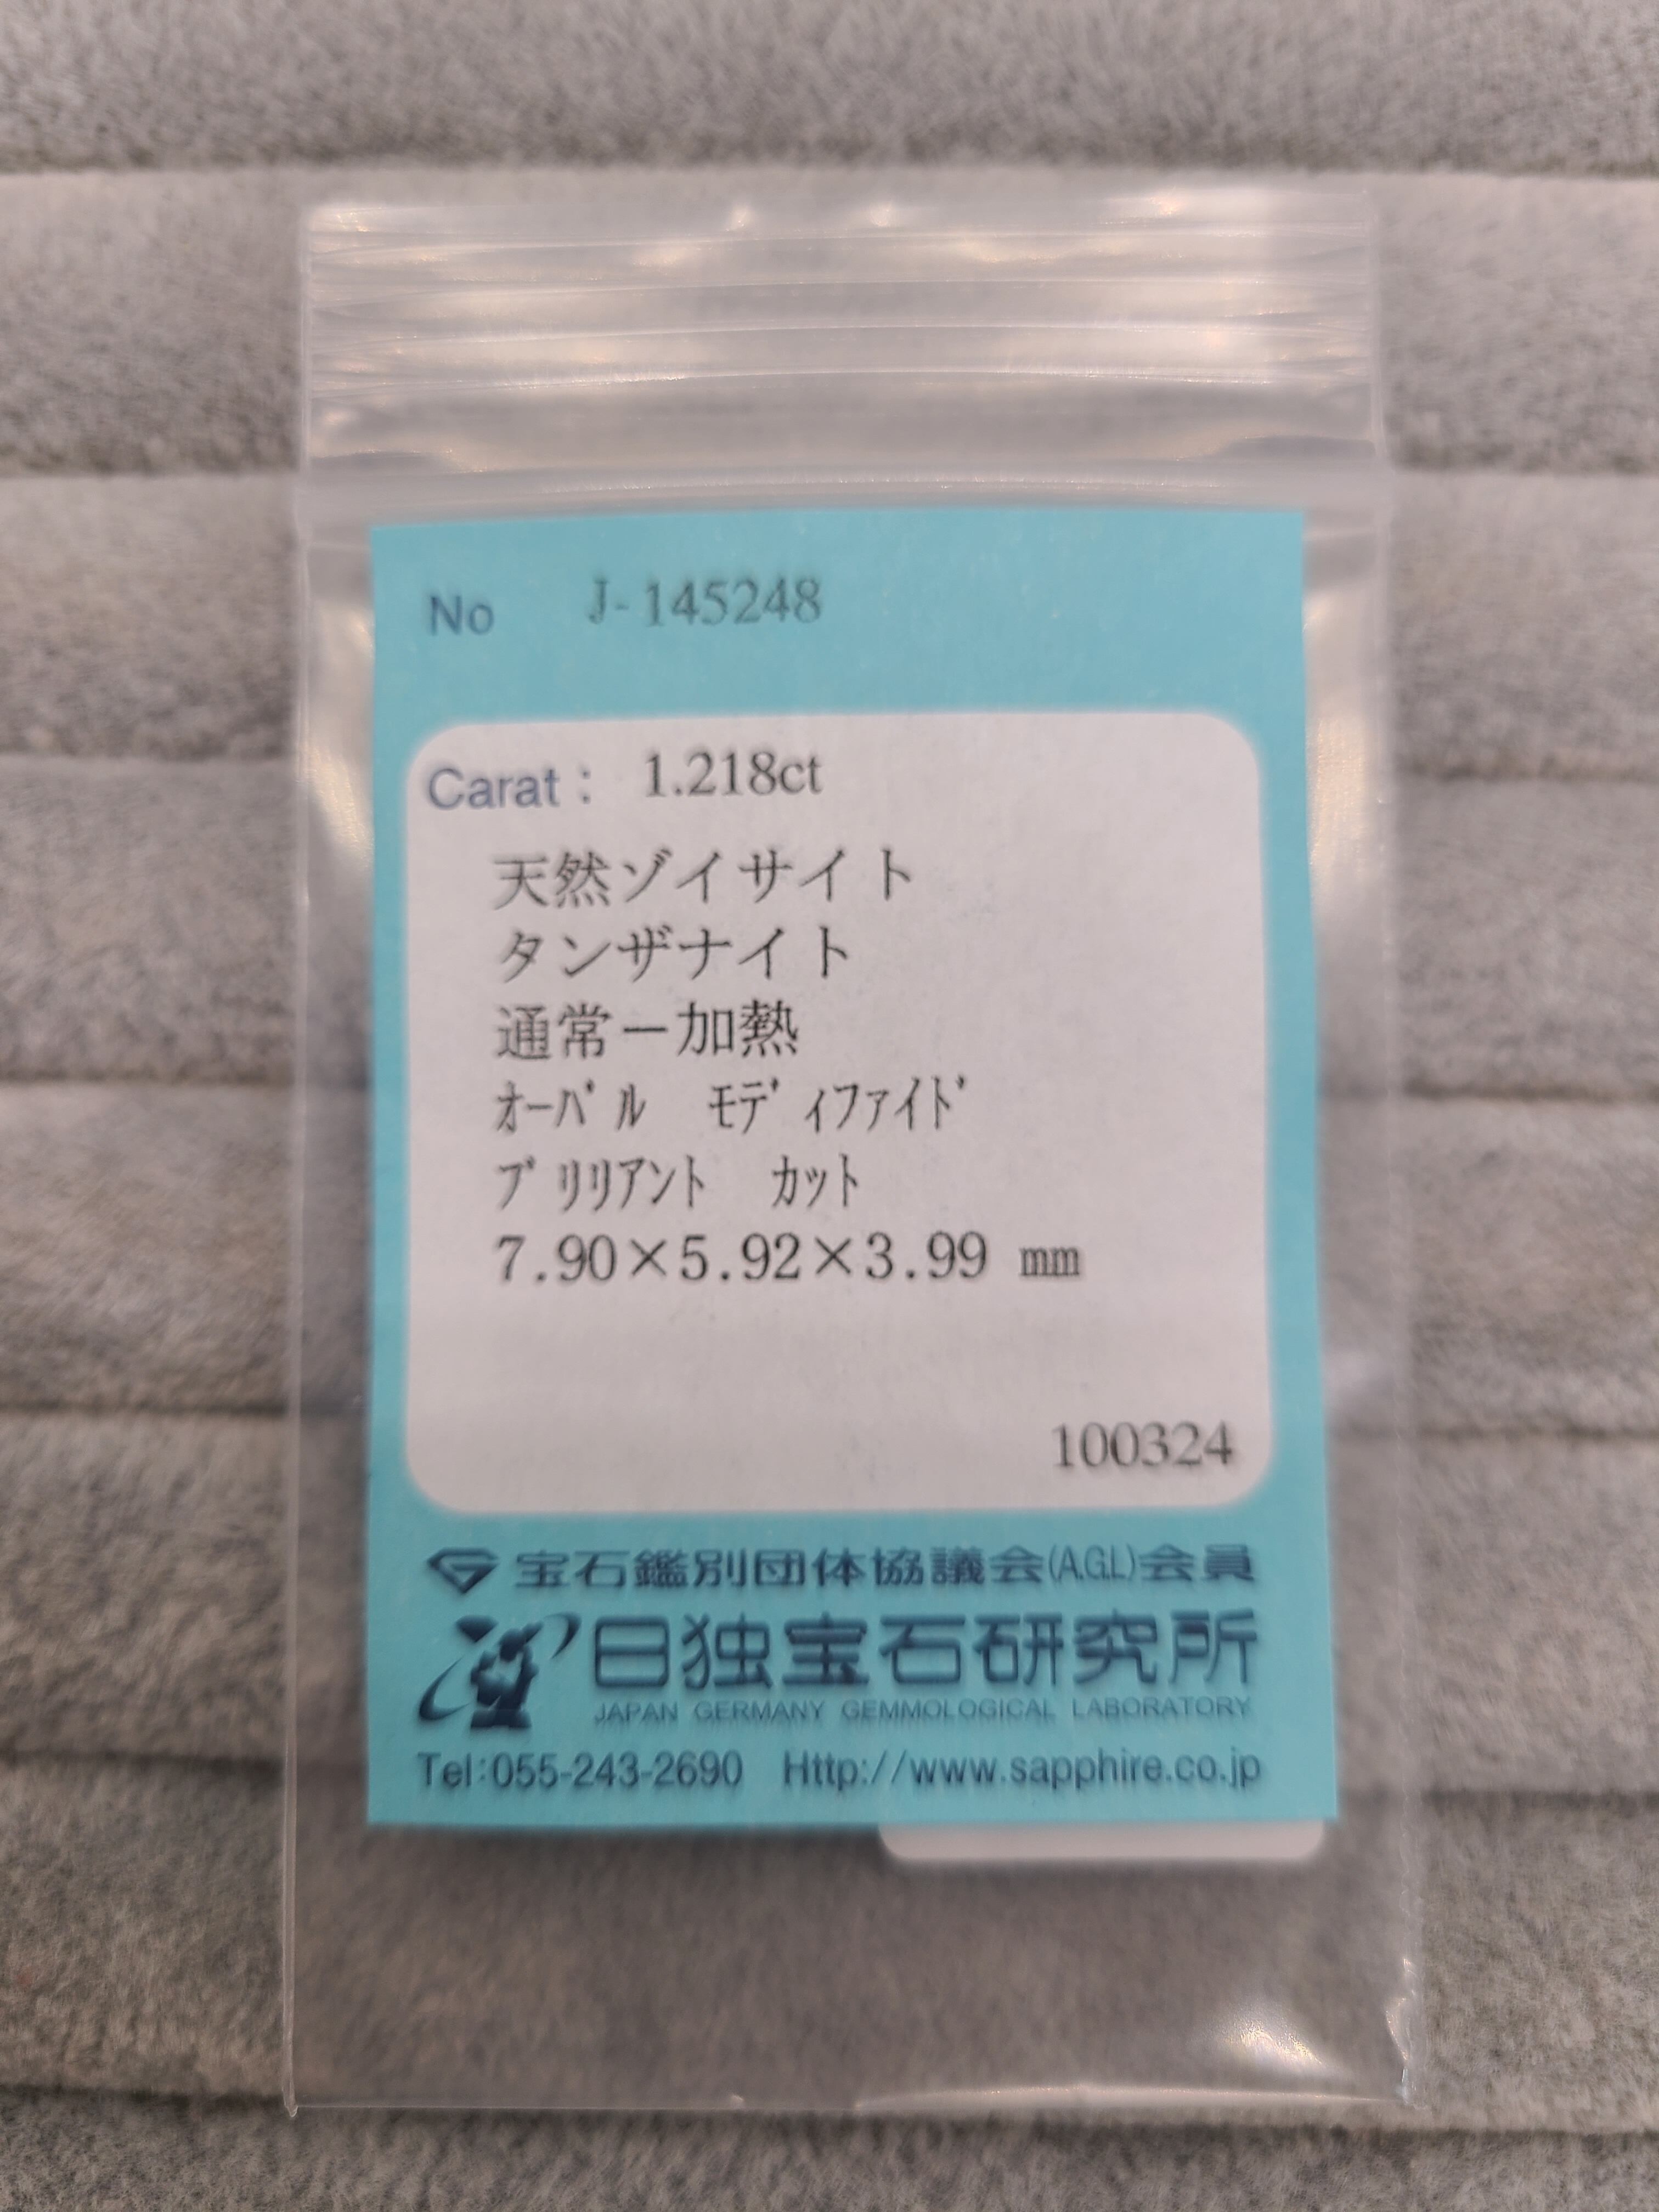 No J-145248
Carat : 1.218ct
天然ゾイサイト
タンザナイト
通常－加熱
ｵｰﾊﾞﾙ ﾓﾃﾞｨﾌｧｲﾄﾞ
ﾌﾞﾘﾘｱﾝﾄ ｶｯﾄ
7.90×5.92×3.99 ㎜
100324
宝石鑑別団体協議会(A.G.L)会員
日独宝石研究所
JAPAN GERMANY GEMMOLOGICAL LABORATORY
Tel:055-243-2690 Http://www.sapphire.co.jp